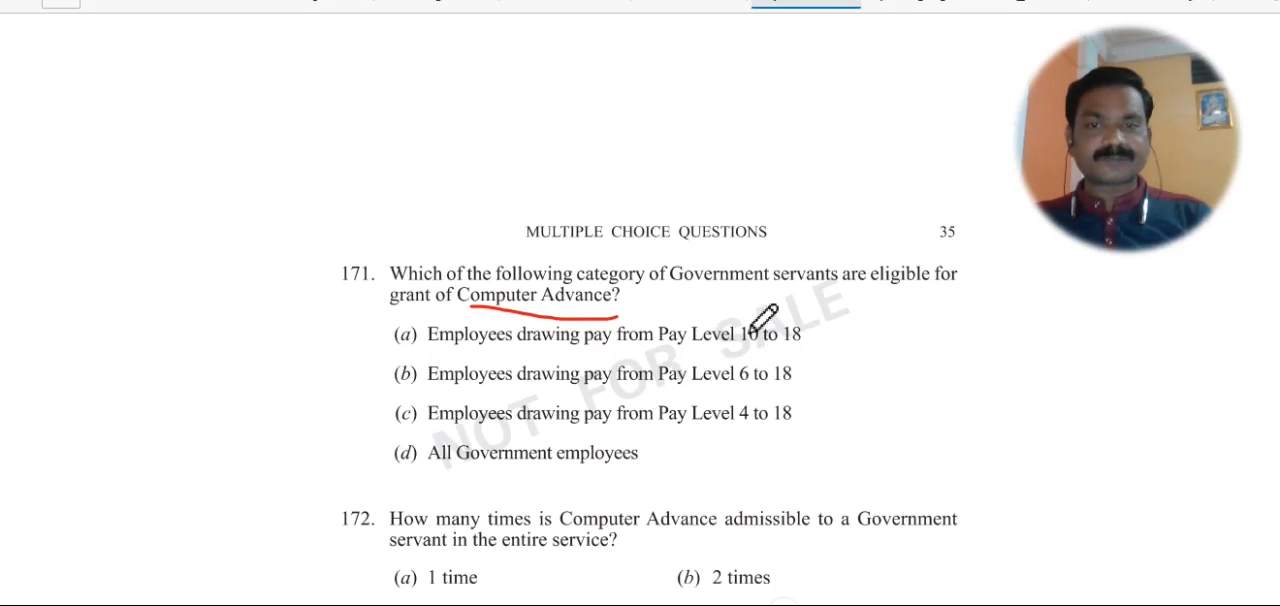 MULTIPLE CHOICE QUESTIONS 35
171. Which of the following category of Government servants are eligible for
grant of Computer Advance?
(a) Employees drawing pay from Pay Level 10 to 18
(b) Employees drawing pay from Pay Level 6 to 18
(c) Employees drawing pay from Pay Level 4 to 18
(d) All Government employees
NOT FOR SALE
172. How many times is Computer Advance admissible to a Government
servant in the entire service?
(a) 1 time (b) 2 times